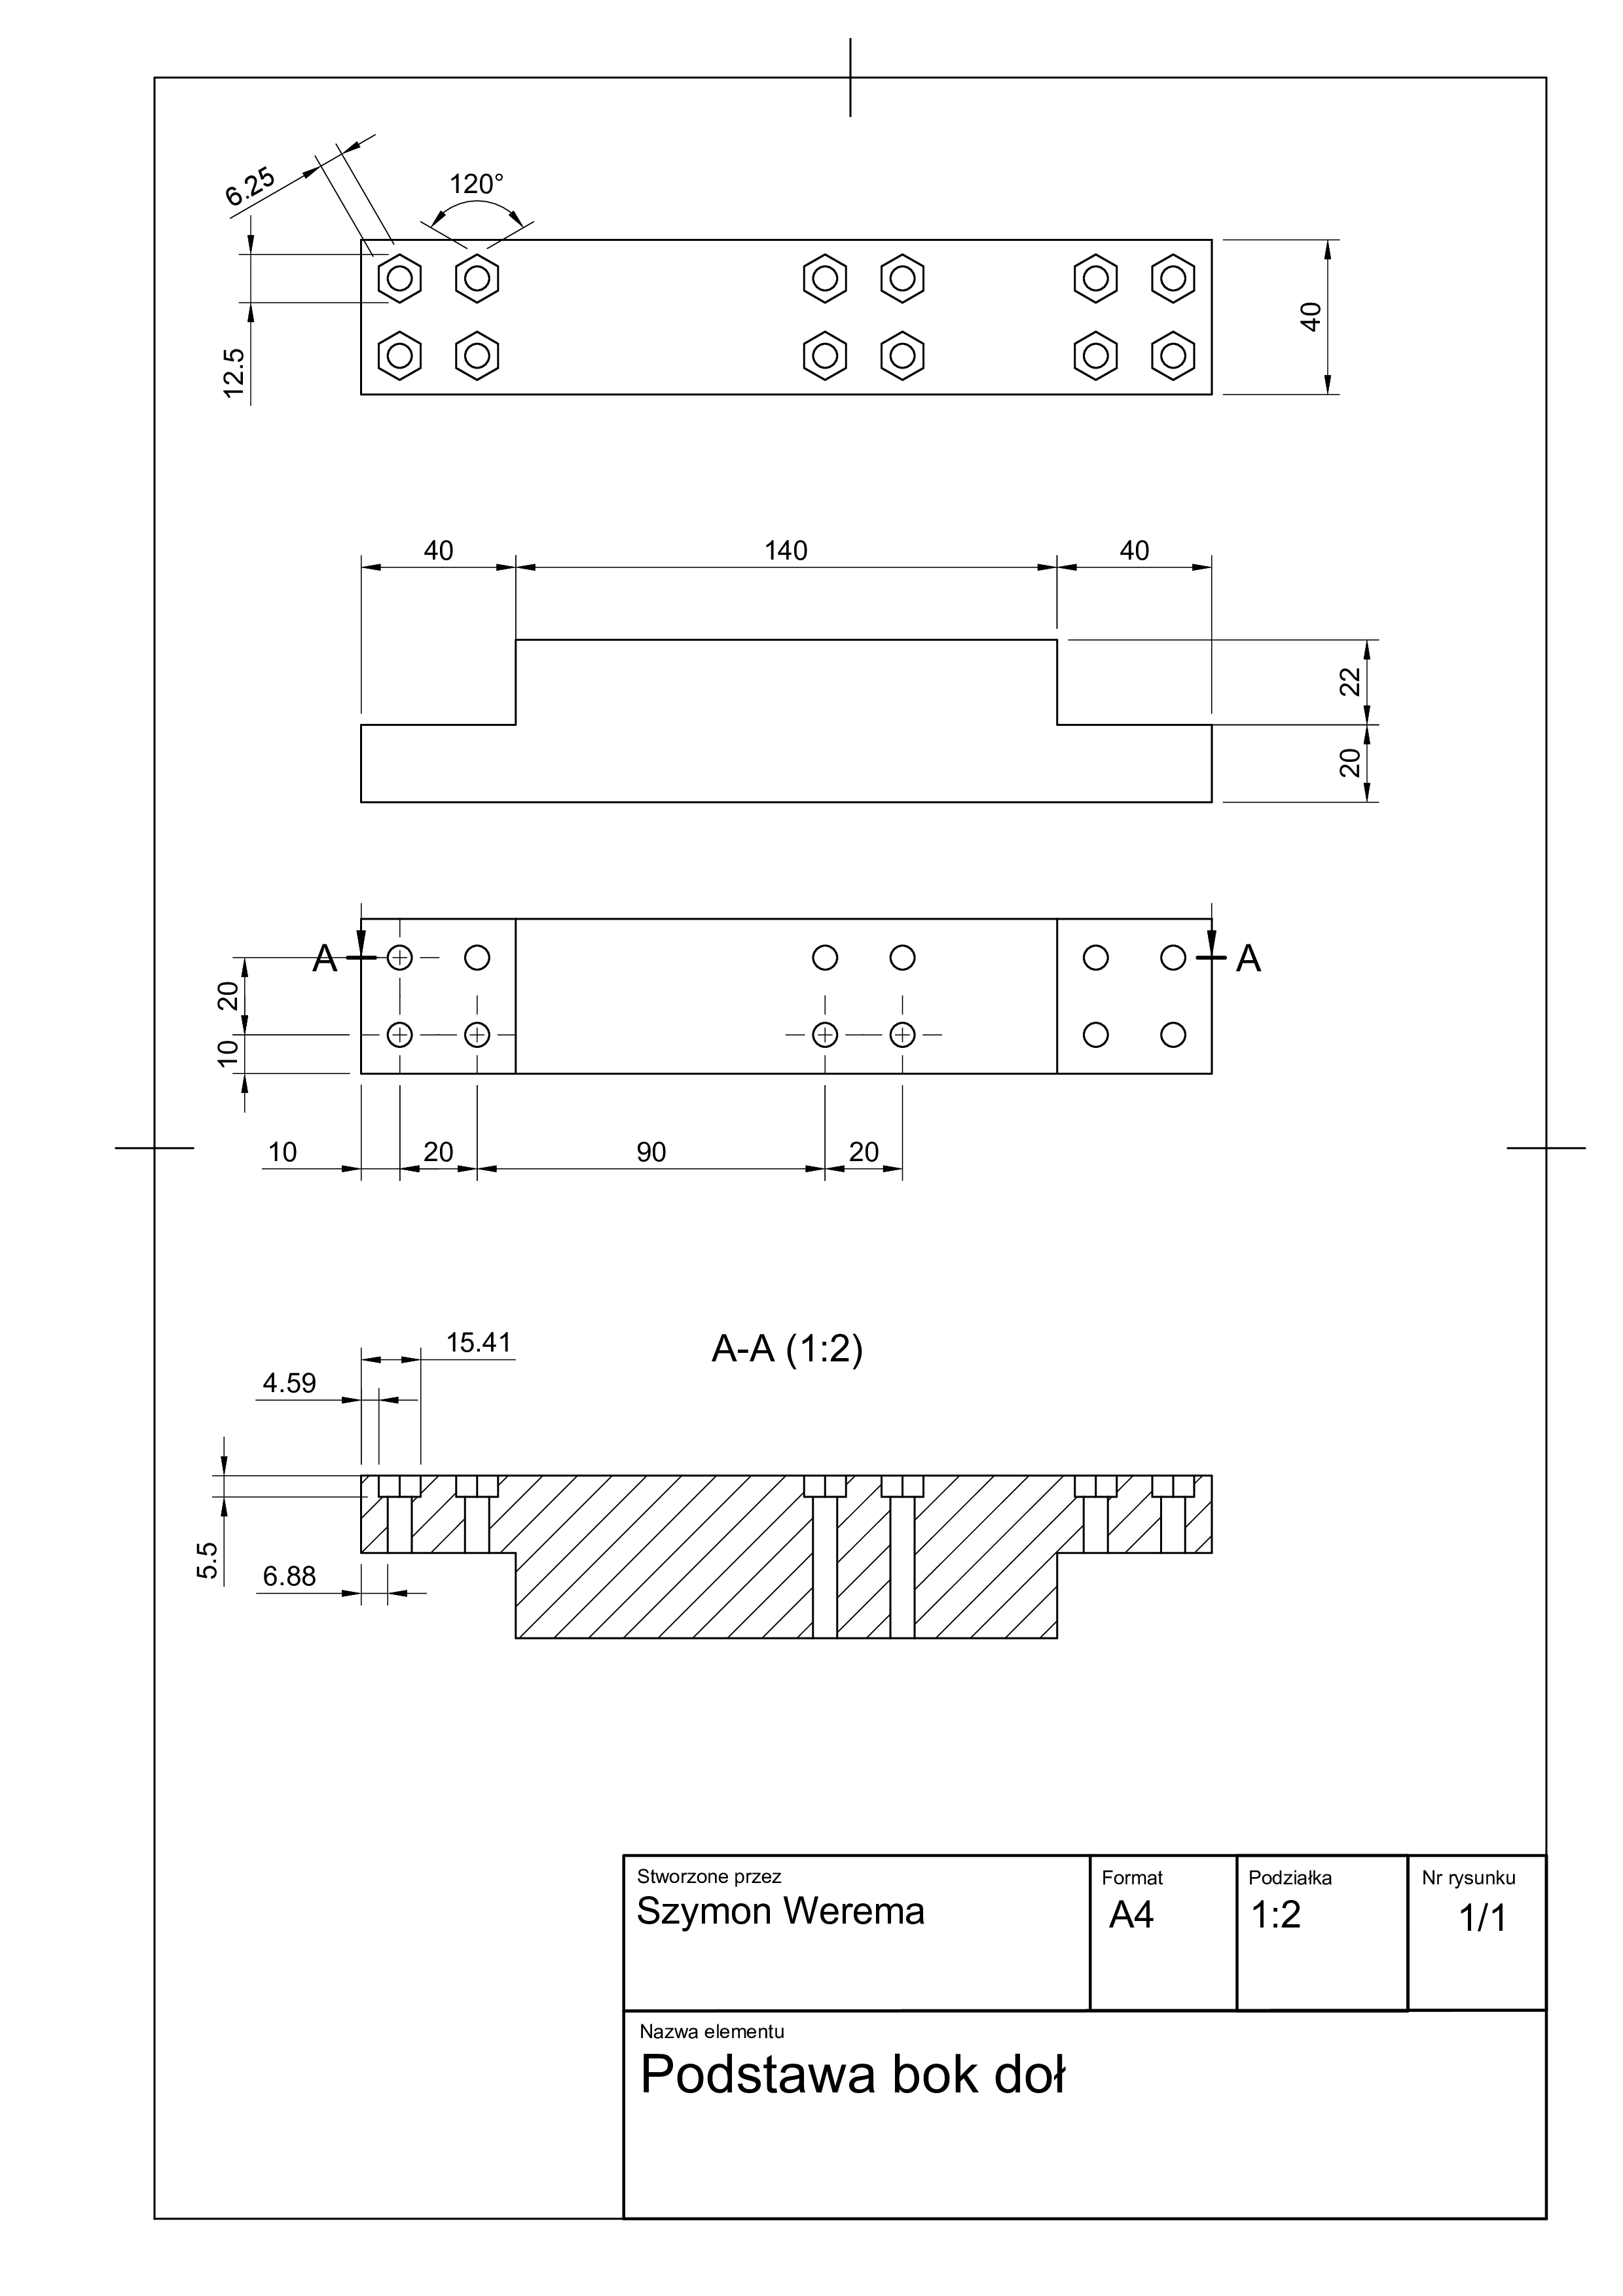 6.25
120°
12.5
40
40
140
40
22
20
A
A
20
10
10
20
90
20
A-A (1:2)
15.41
4.59
5.5
6.88
Stworzone przez
Szymon Werema
Format
A4
Podziałka
1:2
Nr rysunku
1/1
Nazwa elementu
Podstawa bok doł